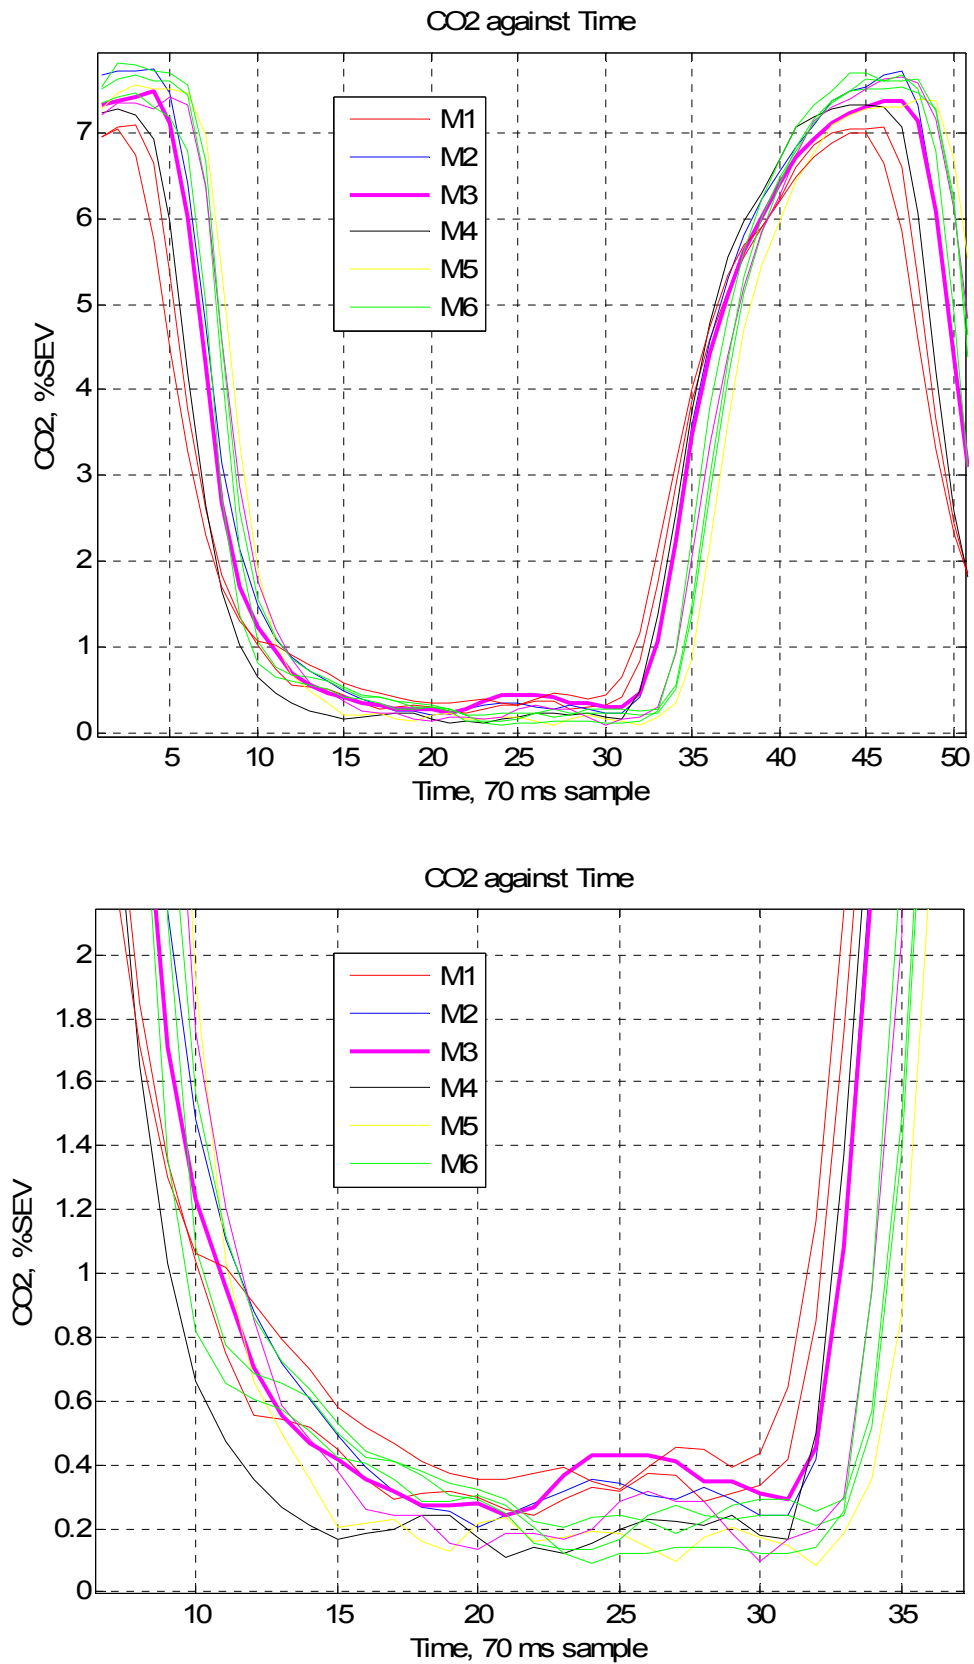 CO2 against Time
7
6
5
4
3
2
1
0
CO2, %SEV
M1
M2
M3
M4
M5
M6
5 10 15 20 25 30 35 40 45 50
Time, 70 ms sample
CO2 against Time
2
1.8
1.6
1.4
1.2
1
0.8
0.6
0.4
0.2
0
CO2, %SEV
M1
M2
M3
M4
M5
M6
10 15 20 25 30 35
Time, 70 ms sample